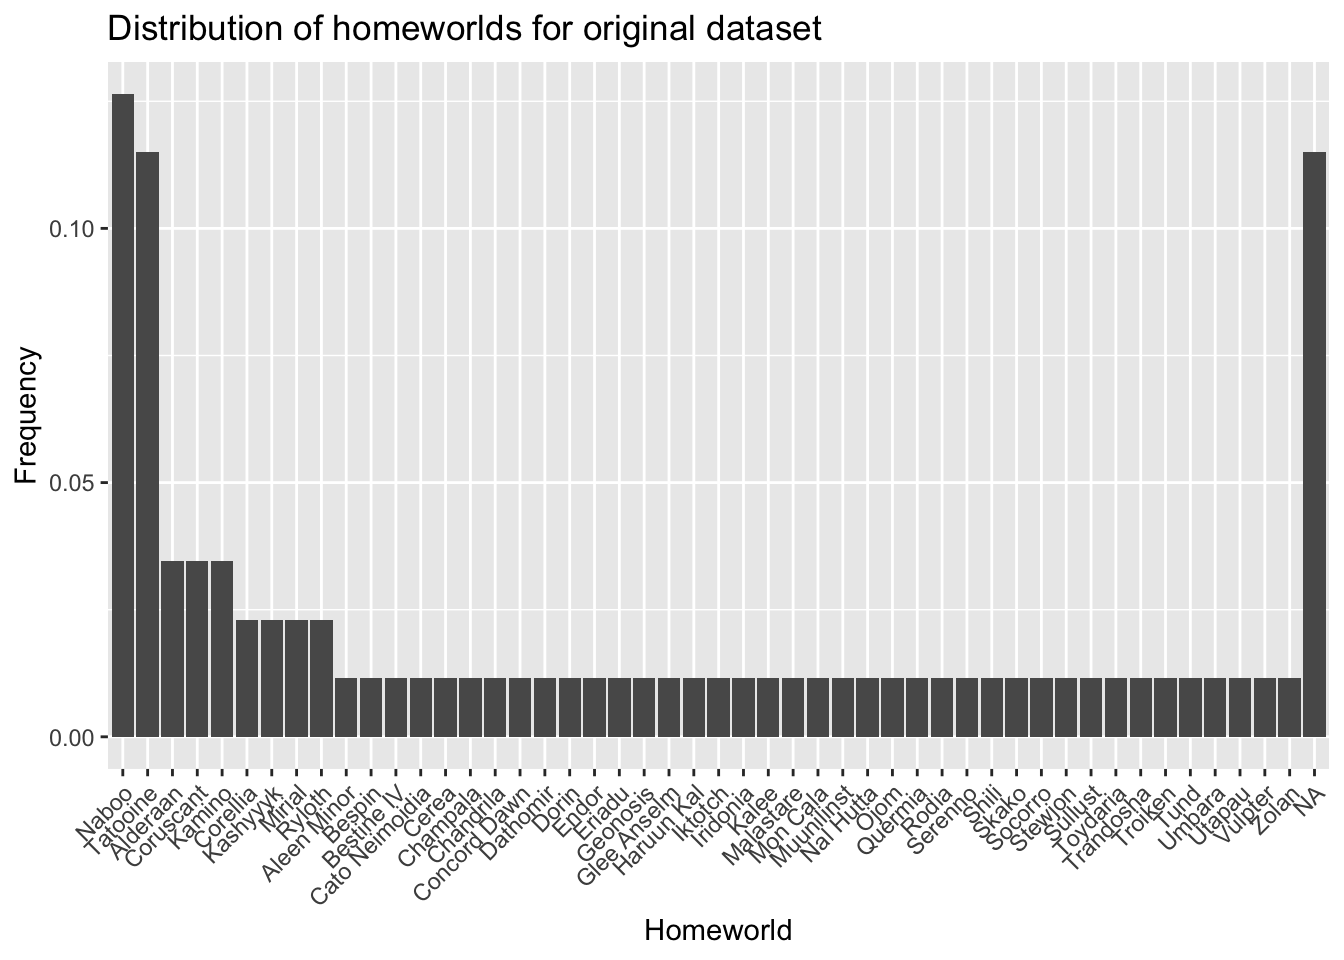 Distribution of homeworlds for original dataset
Frequency
0.10
0.05
0.00
Naboo
Tatooine
Alderaan
Coruscant
Kamino
Corellia
Kashyyyk
Mirial
Ryloth
Aleen Minor
Bespin
Bestine IV
Cato Neimoidia
Cerea
Champala
Chandrila
Concord Dawn
Dathomir
Dorin
Endor
Eriadu
Geonosis
Glee Anselm
Haruun Kal
Iktotch
Iridonia
Kalee
Malastare
Mon Cala
Muunilinst
Nal Hutta
Ojom
Quermia
Rodia
Serenno
Shili
Skako
Socorro
Stewjon
Sullust
Toydaria
Trandosha
Troiken
Tund
Umbara
Utapau
Vulpter
Zolan
NA
Homeworld